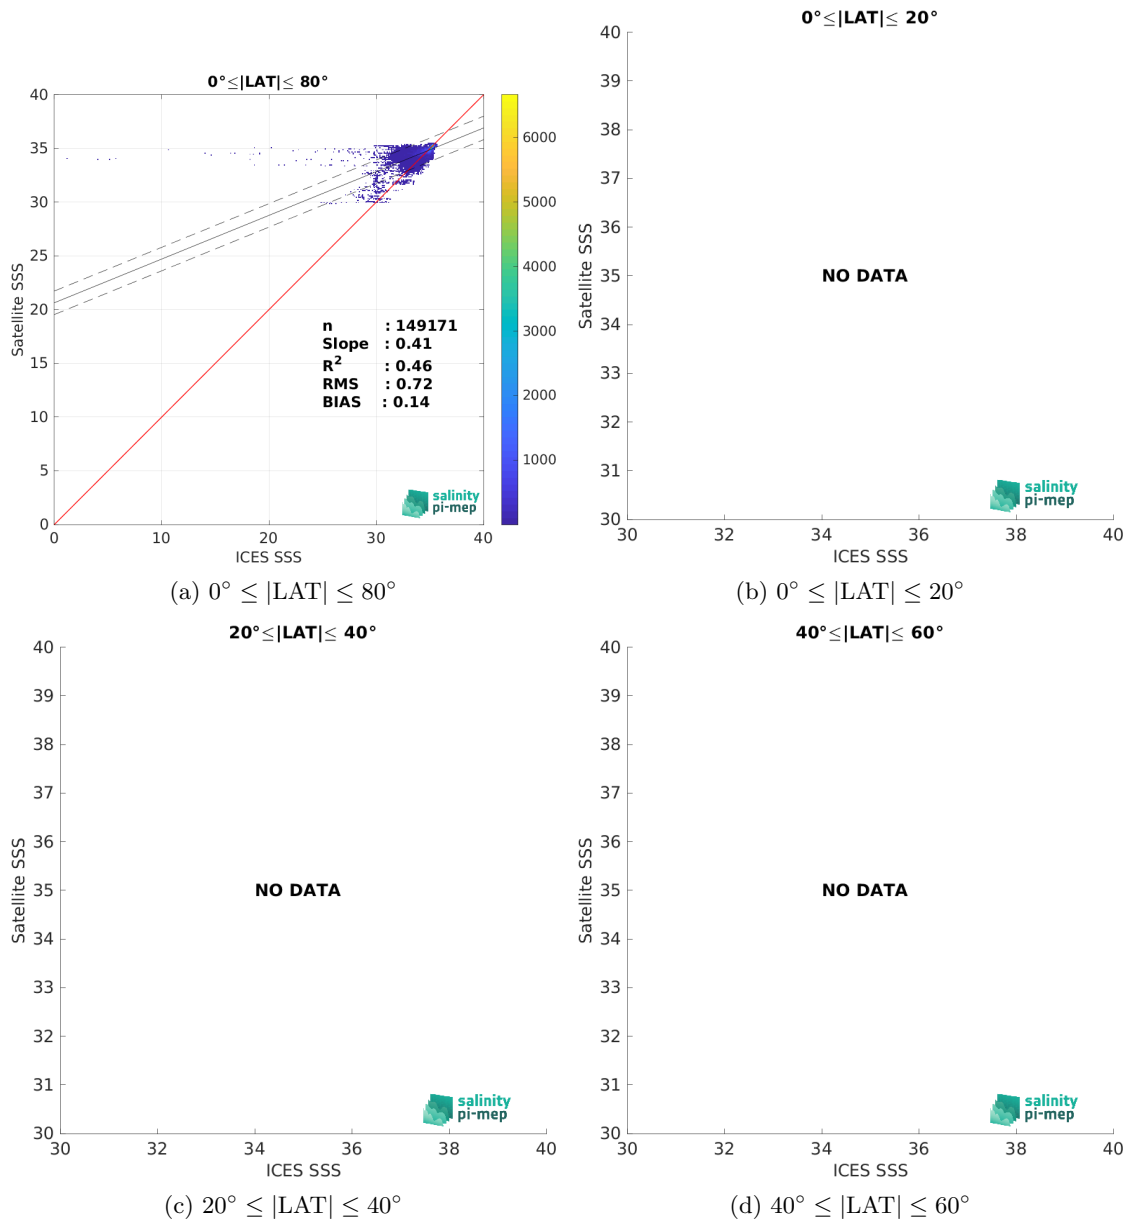 0°≤|LAT|≤ 80°
40
35
30
25
20
15
10
5
0
0
10
20
30
40
Satellite SSS
ICES SSS
n : 149171
Slope : 0.41
R² : 0.46
RMS : 0.72
BIAS : 0.14
6000
5000
4000
3000
2000
1000
salinity
pi-mep
(a) 0° ≤ |LAT| ≤ 80°
0°≤|LAT|≤ 20°
40
39
38
37
36
35
34
33
32
31
30
30
32
34
36
38
40
Satellite SSS
ICES SSS
NO DATA
salinity
pi-mep
(b) 0° ≤ |LAT| ≤ 20°
20°≤|LAT|≤ 40°
40
39
38
37
36
35
34
33
32
31
30
30
32
34
36
38
40
Satellite SSS
ICES SSS
NO DATA
salinity
pi-mep
(c) 20° ≤ |LAT| ≤ 40°
40°≤|LAT|≤ 60°
40
39
38
37
36
35
34
33
32
31
30
30
32
34
36
38
40
Satellite SSS
ICES SSS
NO DATA
salinity
pi-mep
(d) 40° ≤ |LAT| ≤ 60°